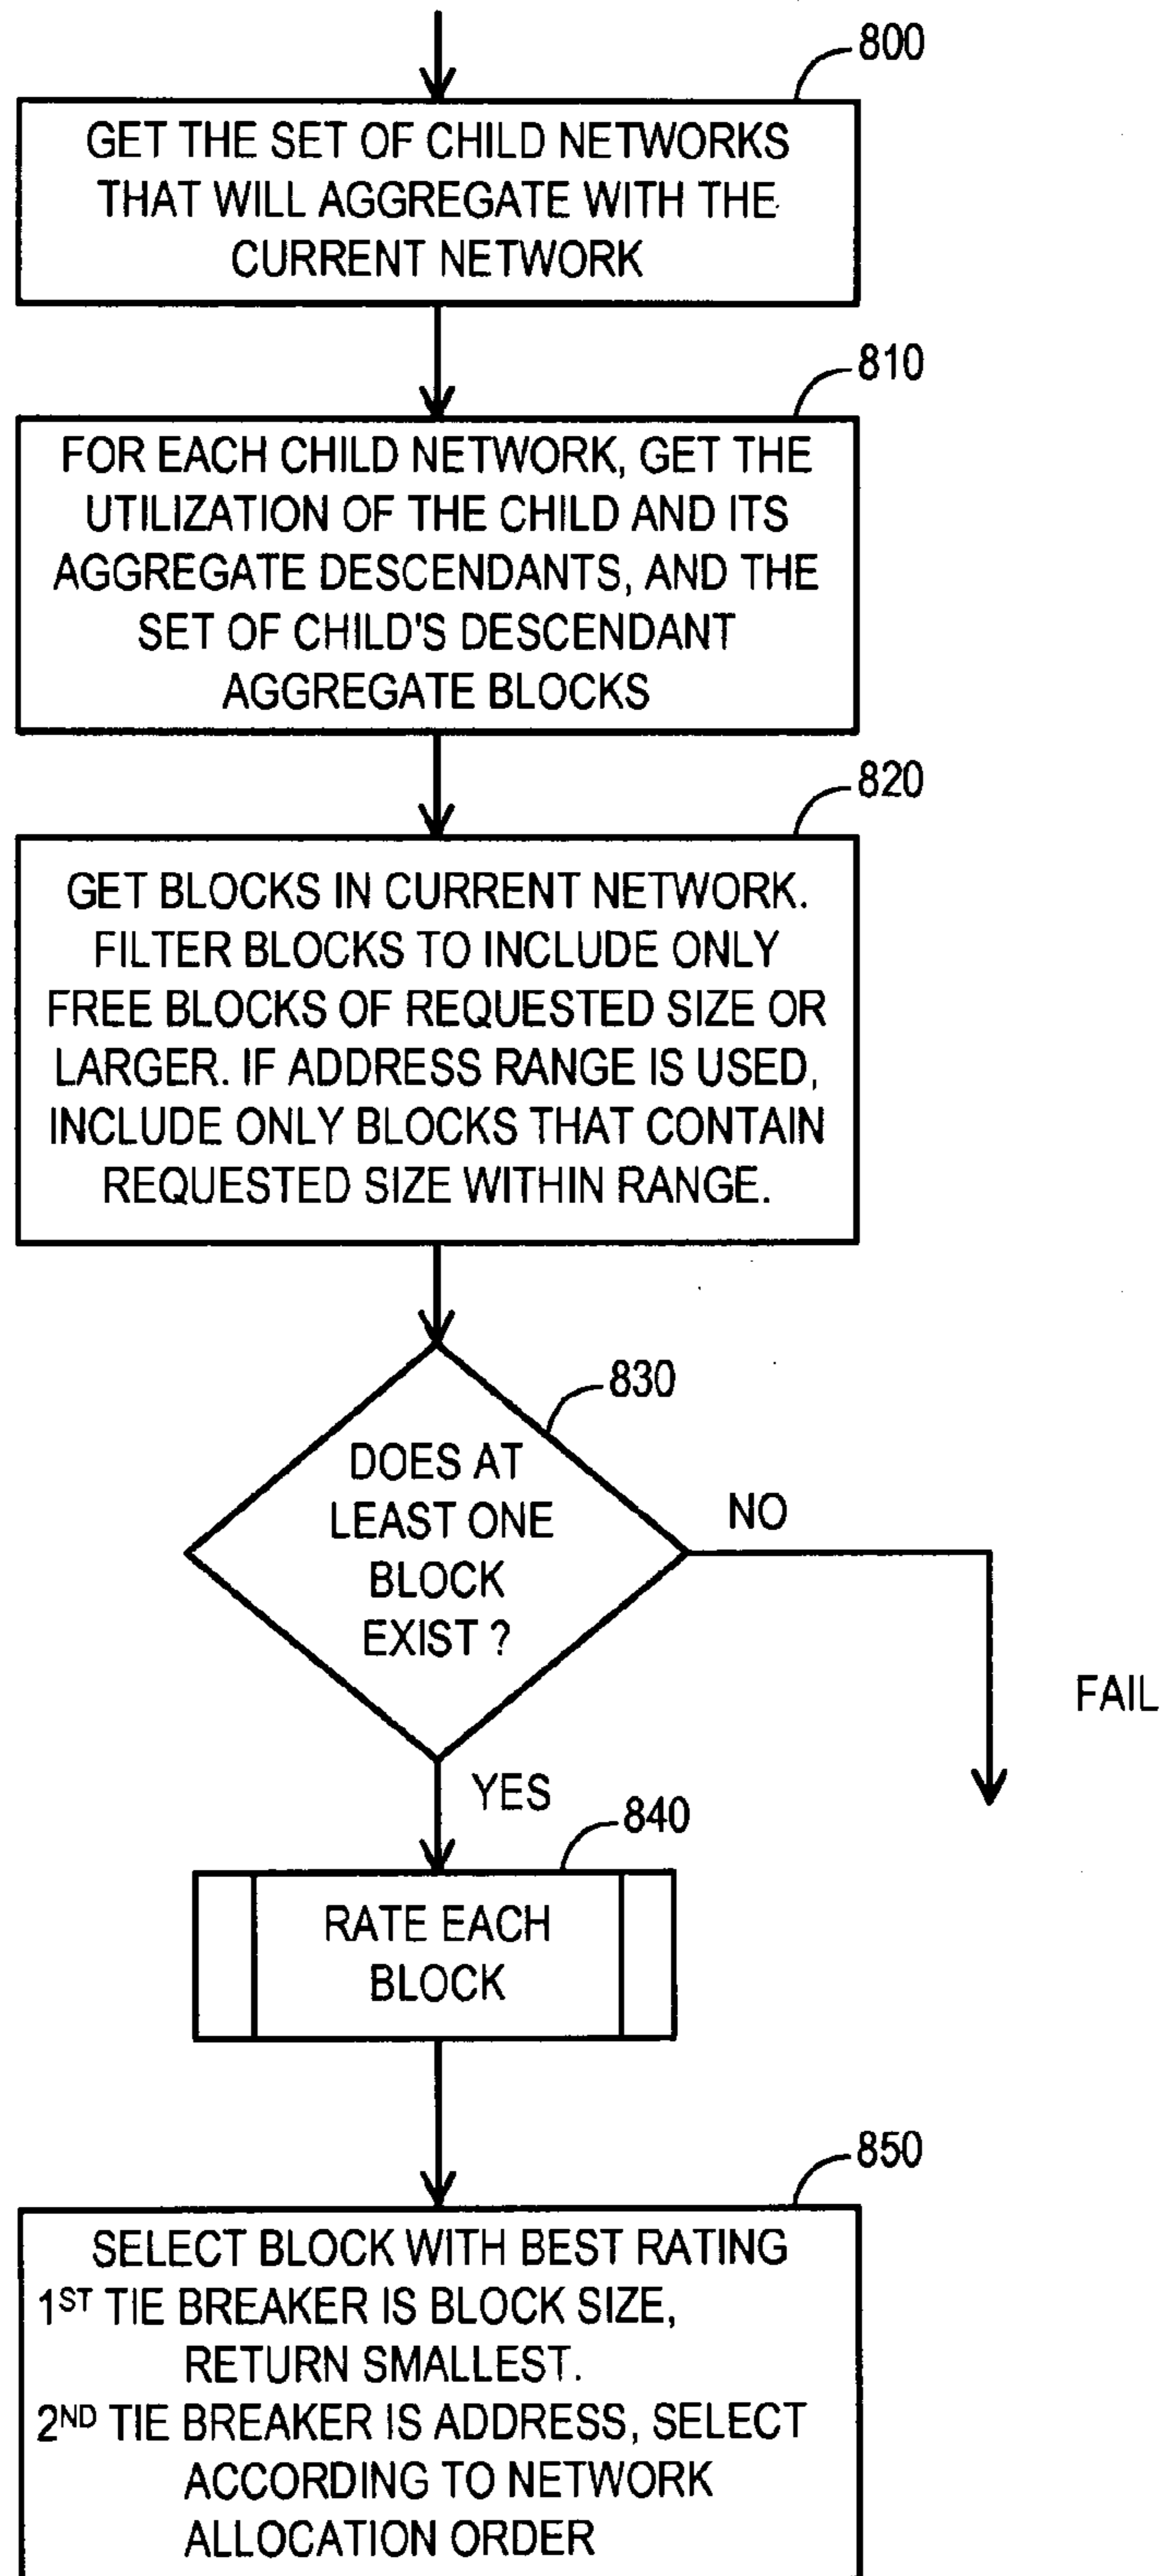 800
GET THE SET OF CHILD NETWORKS
THAT WILL AGGREGATE WITH THE
CURRENT NETWORK
810
FOR EACH CHILD NETWORK, GET THE
UTILIZATION OF THE CHILD AND ITS
AGGREGATE DESCENDANTS, AND THE
SET OF CHILD'S DESCENDANT
AGGREGATE BLOCKS
820
GET BLOCKS IN CURRENT NETWORK.
FILTER BLOCKS TO INCLUDE ONLY
FREE BLOCKS OF REQUESTED SIZE OR
LARGER. IF ADDRESS RANGE IS USED,
INCLUDE ONLY BLOCKS THAT CONTAIN
REQUESTED SIZE WITHIN RANGE.
830
DOES AT
LEAST ONE
BLOCK
EXIST ?
NO
FAIL
YES
840
RATE EACH
BLOCK
850
SELECT BLOCK WITH BEST RATING
1ST TIE BREAKER IS BLOCK SIZE,
RETURN SMALLEST.
2ND TIE BREAKER IS ADDRESS, SELECT
ACCORDING TO NETWORK
ALLOCATION ORDER